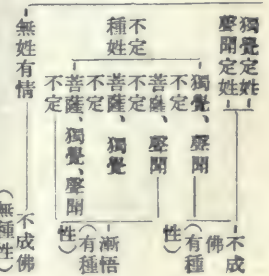 獨覺定姓
聲聞定姓
不定
種姓
無姓有情
獨覺、聲聞
不定
菩薩、聲聞
不定
菩薩、獨覺
不定
菩薩、獨覺、聲聞
不定
不成
佛
(有種
性)
漸悟
(有種
性)
不成佛
(無種性)